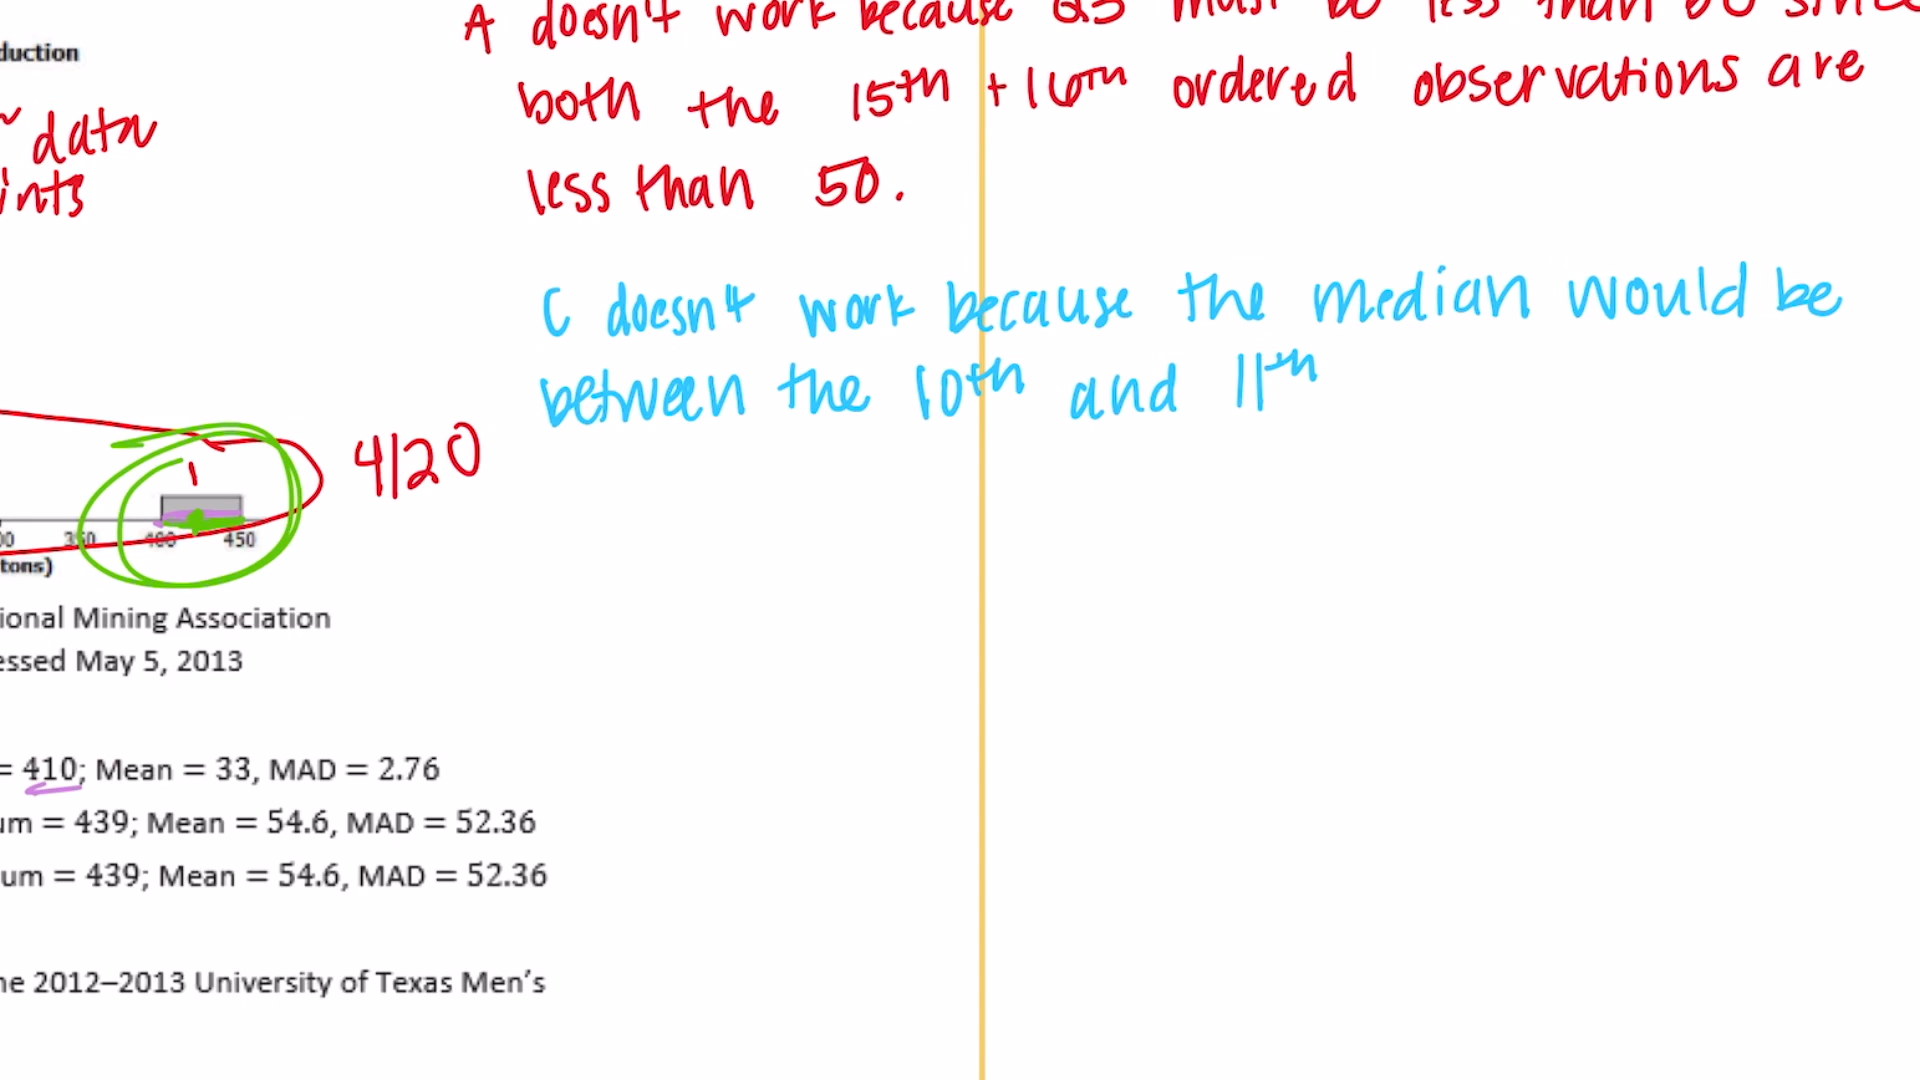 A doesn't work because Q3 must be less than 50 since
both the 15th + 16th ordered observations are
less than 50.
duction
data
ints
C doesn't work because the median would be
between the 10th and 11th
4/20
00 350 400 450
tons)
ional Mining Association
essed May 5, 2013
= 410; Mean = 33, MAD = 2.76
um = 439; Mean = 54.6, MAD = 52.36
um = 439; Mean = 54.6, MAD = 52.36
he 2012–2013 University of Texas Men's